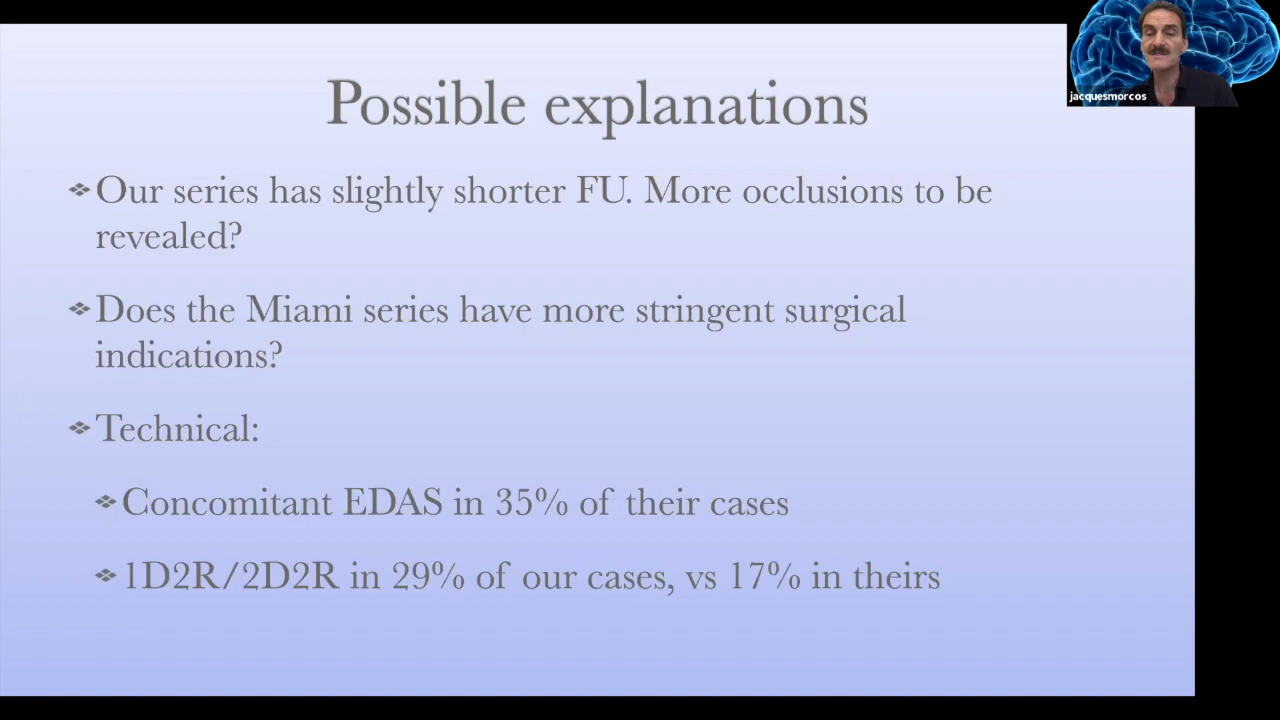 jacquesmorcos
Possible explanations
❖Our series has slightly shorter FU. More occlusions to be
revealed?
❖Does the Miami series have more stringent surgical
indications?
❖Technical:
❖Concomitant EDAS in 35% of their cases
❖1D2R/2D2R in 29% of our cases, vs 17% in theirs